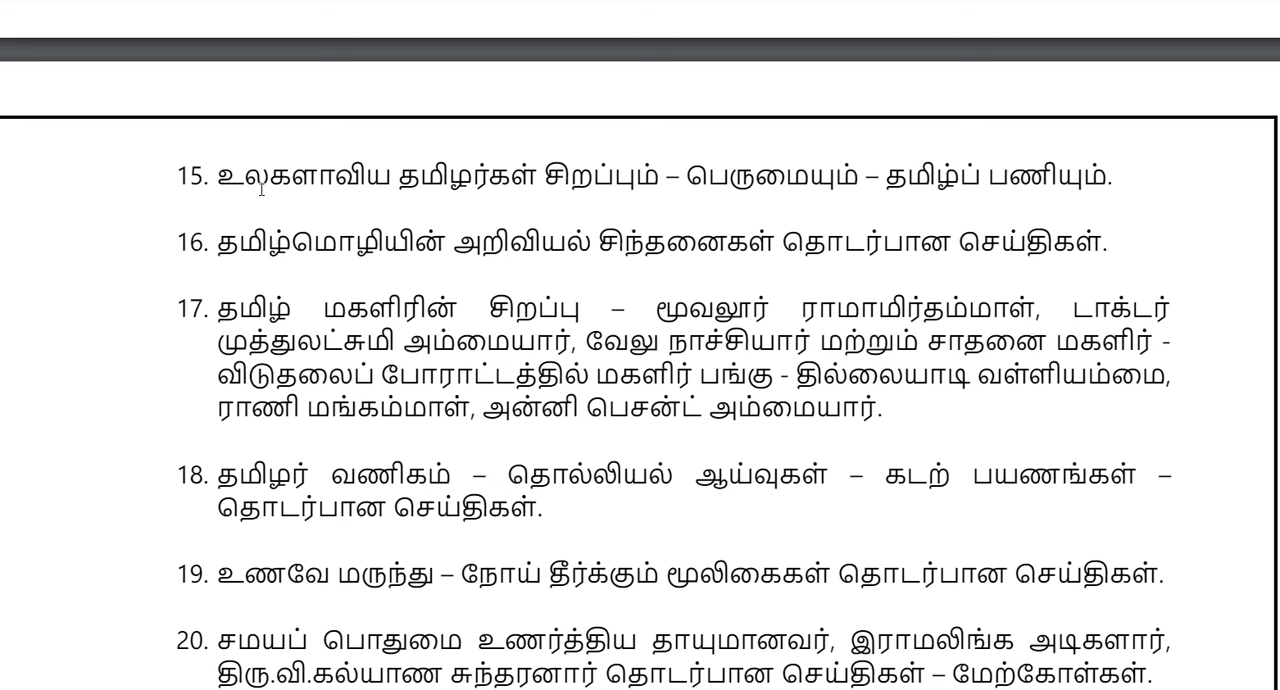 15. உலகளாவிய தமிழர்கள் சிறப்பும் – பெருமையும் – தமிழ்ப் பணியும்.
16. தமிழ்மொழியின் அறிவியல் சிந்தனைகள் தொடர்பான செய்திகள்.
17. தமிழ் மகளிரின் சிறப்பு – மூவலூர் ராமாமிர்தம்மாள், டாக்டர்
முத்துலட்சுமி அம்மையார், வேலு நாச்சியார் மற்றும் சாதனை மகளிர் -
விடுதலைப் போராட்டத்தில் மகளிர் பங்கு - தில்லையாடி வள்ளியம்மை,
ராணி மங்கம்மாள், அன்னி பெசன்ட் அம்மையார்.
18. தமிழர் வணிகம் – தொல்லியல் ஆய்வுகள் – கடற் பயணங்கள் –
தொடர்பான செய்திகள்.
19. உணவே மருந்து – நோய் தீர்க்கும் மூலிகைகள் தொடர்பான செய்திகள்.
20. சமயப் பொதுமை உணர்த்திய தாயுமானவர், இராமலிங்க அடிகளார்,
திரு.வி.கல்யாண சுந்தரனார் தொடர்பான செய்திகள் – மேற்கோள்கள்.